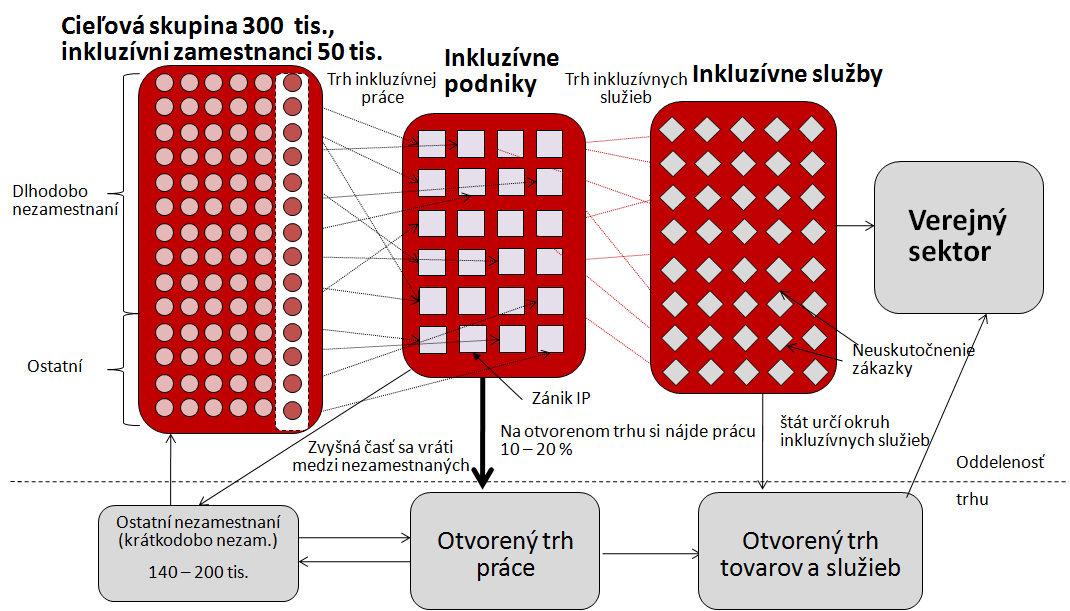 Cieľová skupina 300 tis.,
inkluzívni zamestnanci 50 tis.
Trh inkluzívnej
práce
Inkluzívne
podniky
Trh inkluzívnych
služieb
Inkluzívne služby
Dlhodobo
nezamestnaní
Ostatní
Verejný
sektor
Neuskutočnenie
zákazky
Zánik IP
Zvyšná časť sa vráti
medzi nezamestnaných
Na otvorenom trhu si nájde prácu
10 – 20 %
štát určí okruh
inkluzívnych služieb
Oddelenosť
trhu
Ostatní nezamestnaní
(krátkodobo nezam.)
140 – 200 tis.
Otvorený trh
práce
Otvorený trh
tovarov a služieb